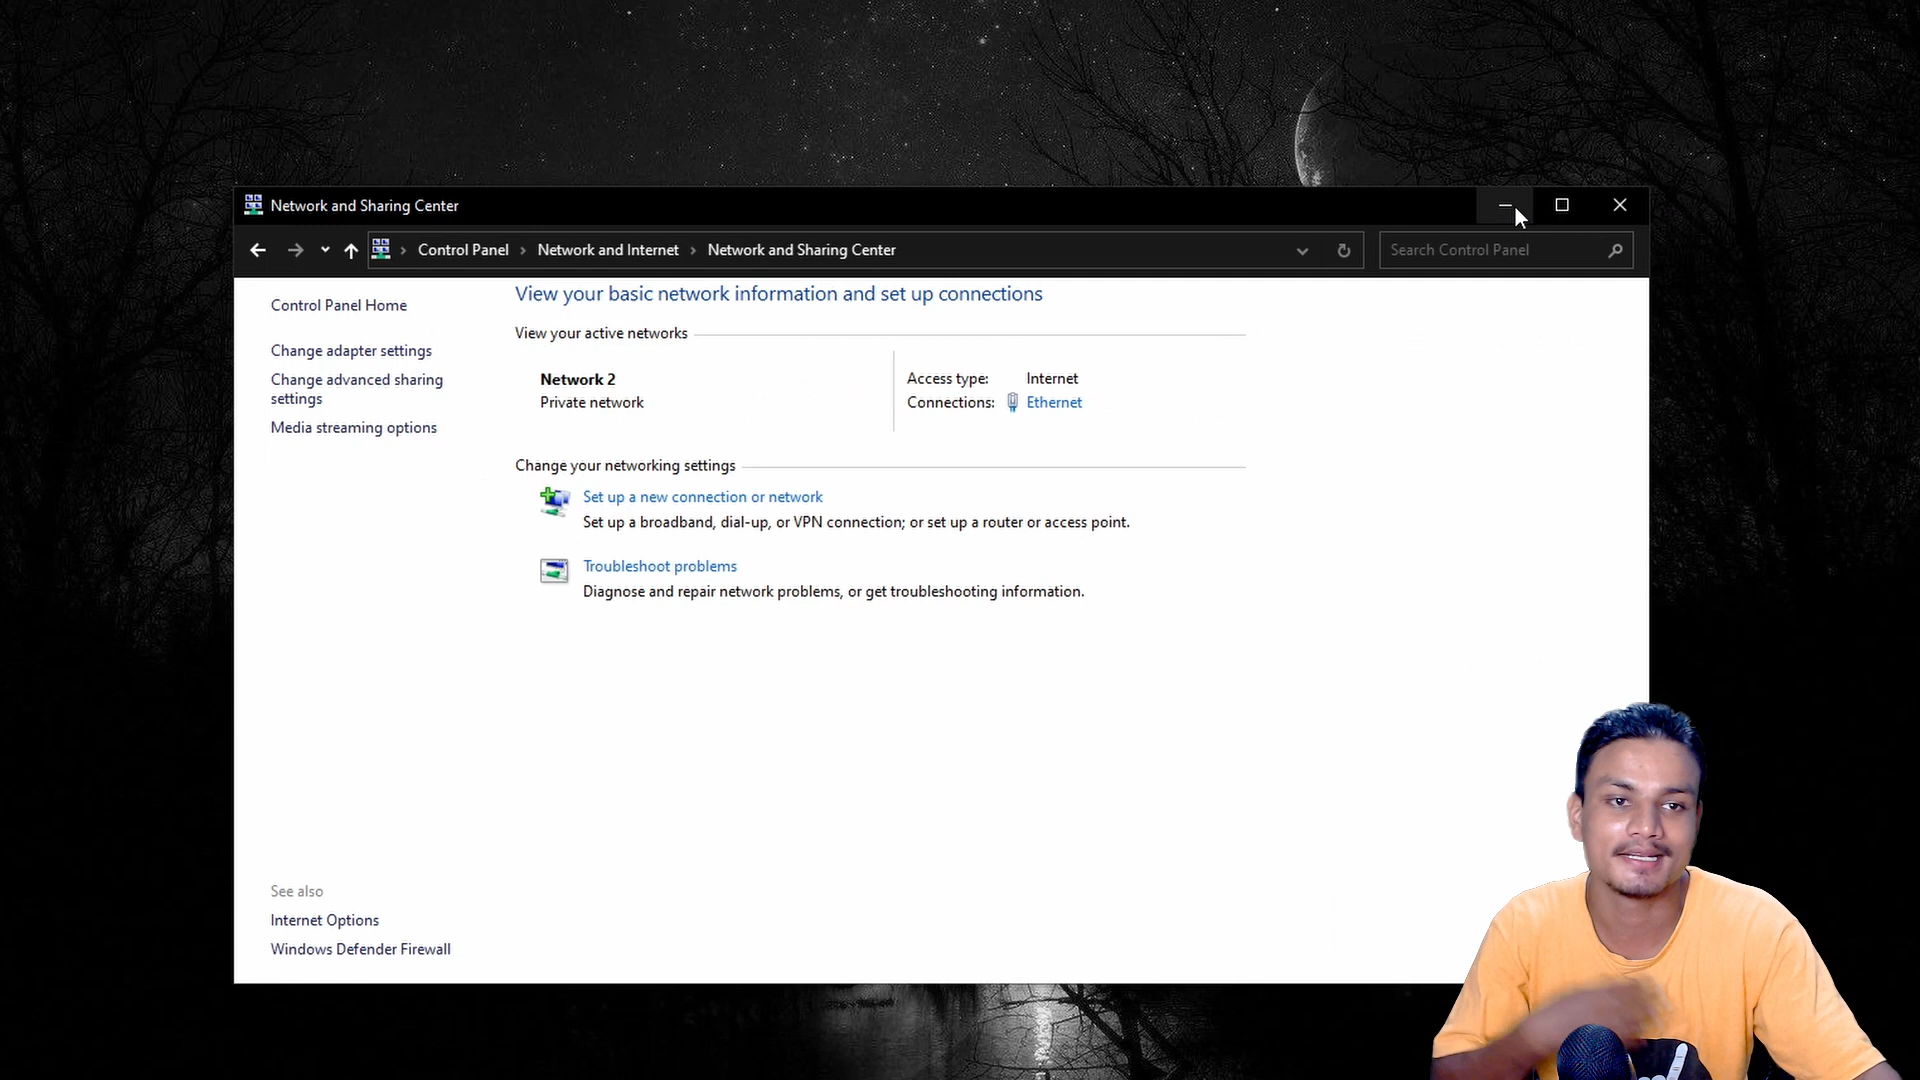 Network and Sharing Center
Control Panel > Network and Internet > Network and Sharing Center
Search Control Panel
Control Panel Home
Change adapter settings
Change advanced sharing
settings
Media streaming options
See also
Internet Options
Windows Defender Firewall
View your basic network information and set up connections
View your active networks
Network 2
Private network
Access type: Internet
Connections: Ethernet
Change your networking settings
Set up a new connection or network
Set up a broadband, dial-up, or VPN connection; or set up a router or access point.
Troubleshoot problems
Diagnose and repair network problems, or get troubleshooting information.